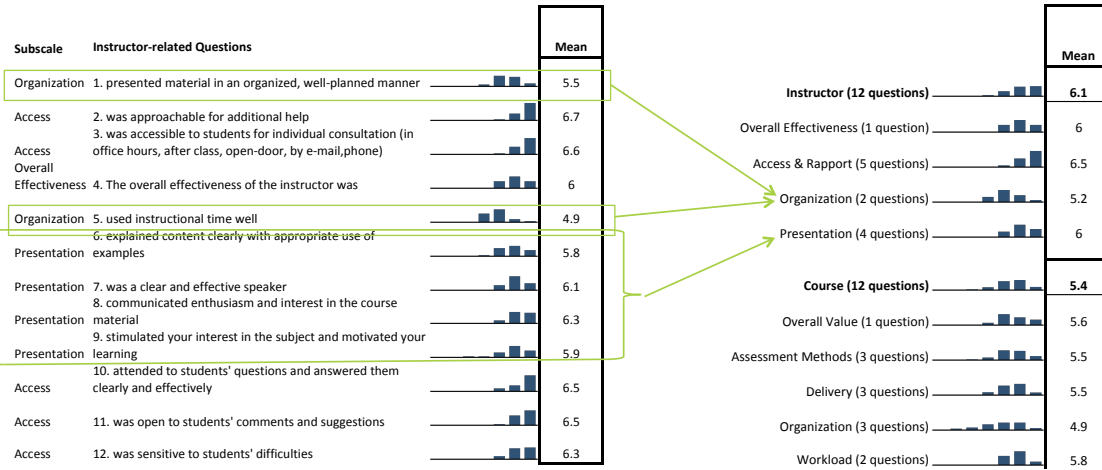 Subscale Instructor-related Questions Mean
Organization 1. presented material in an organized, well-planned manner 5.5
Access 2. was approachable for additional help 6.7
3. was accessible to students for individual consultation (in
Access office hours, after class, open-door, by e-mail,phone) 6.6
Overall
Effectiveness 4. The overall effectiveness of the instructor was 6
Organization 5. used instructional time well 4.9
6. explained content clearly with appropriate use of
Presentation examples 5.8
Presentation 7. was a clear and effective speaker 6.1
8. communicated enthusiasm and interest in the course
Presentation material 6.3
9. stimulated your interest in the subject and motivated your
Presentation learning 5.9
10. attended to students' questions and answered them
Access clearly and effectively 6.5
Access 11. was open to students' comments and suggestions 6.5
Access 12. was sensitive to students' difficulties 6.3
Mean
Instructor (12 questions) 6.1
Overall Effectiveness (1 question) 6
Access & Rapport (5 questions) 6.5
Organization (2 questions) 5.2
Presentation (4 questions) 6
Course (12 questions) 5.4
Overall Value (1 question) 5.6
Assessment Methods (3 questions) 5.5
Delivery (3 questions) 5.5
Organization (3 questions) 4.9
Workload (2 questions) 5.8